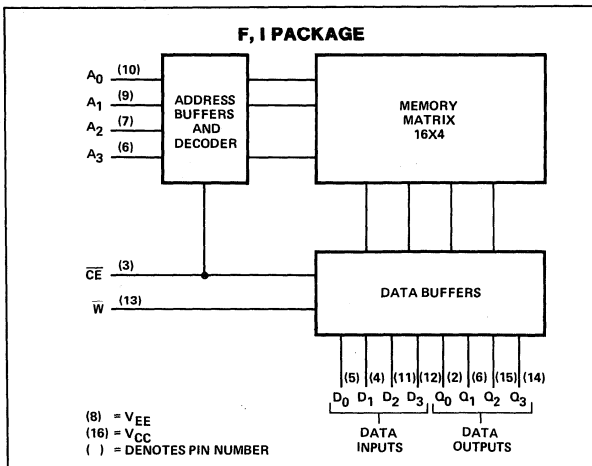 F, I PACKAGE
A0 (10)
A1 (9)
A2 (7)
A3 (6)
ADDRESS
BUFFERS
AND
DECODER
MEMORY
MATRIX
16X4
CE (3)
W (13)
DATA BUFFERS
(5) (4) (11) (12) (2) (6) (15) (14)
D0 D1 D2 D3 Q0 Q1 Q2 Q3
DATA
INPUTS
DATA
OUTPUTS
(8) = VEE
(16) = VCC
( ) = DENOTES PIN NUMBER